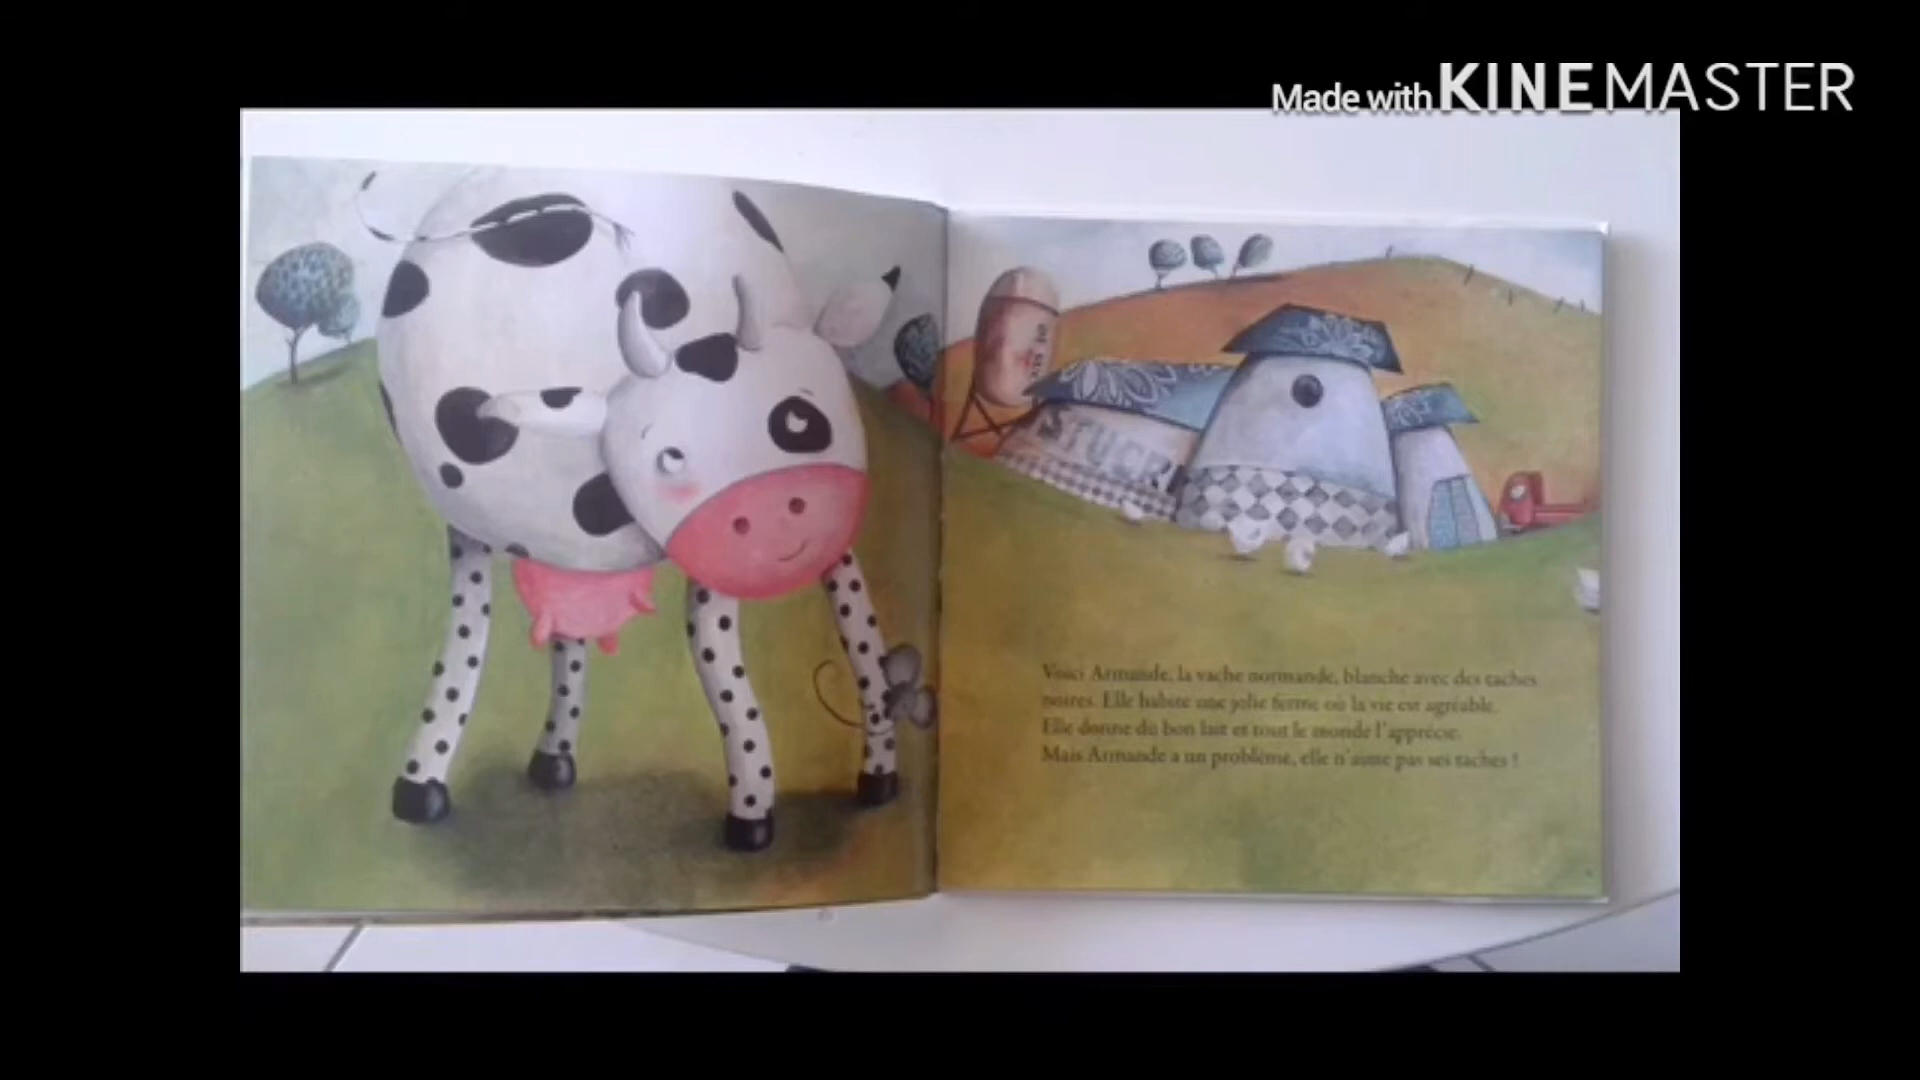 Made with KINEMASTER
STUCRI
Voici Armande, la vache normande, blanche avec des taches
noires. Elle habite une jolie ferme où la vie est agréable.
Elle donne du bon lait et tout le monde l'apprécie.
Mais Armande a un problème, elle n'aime pas ses taches !